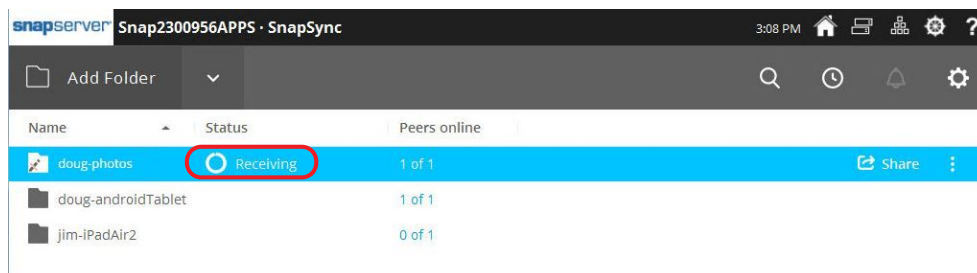 snapserver Snap2300956APPS · SnapSync 3:08 PM ?
Add Folder
Name Status Peers online
doug-photos Receiving 1 of 1 Share
doug-androidTablet 1 of 1
jim-iPadAir2 0 of 1